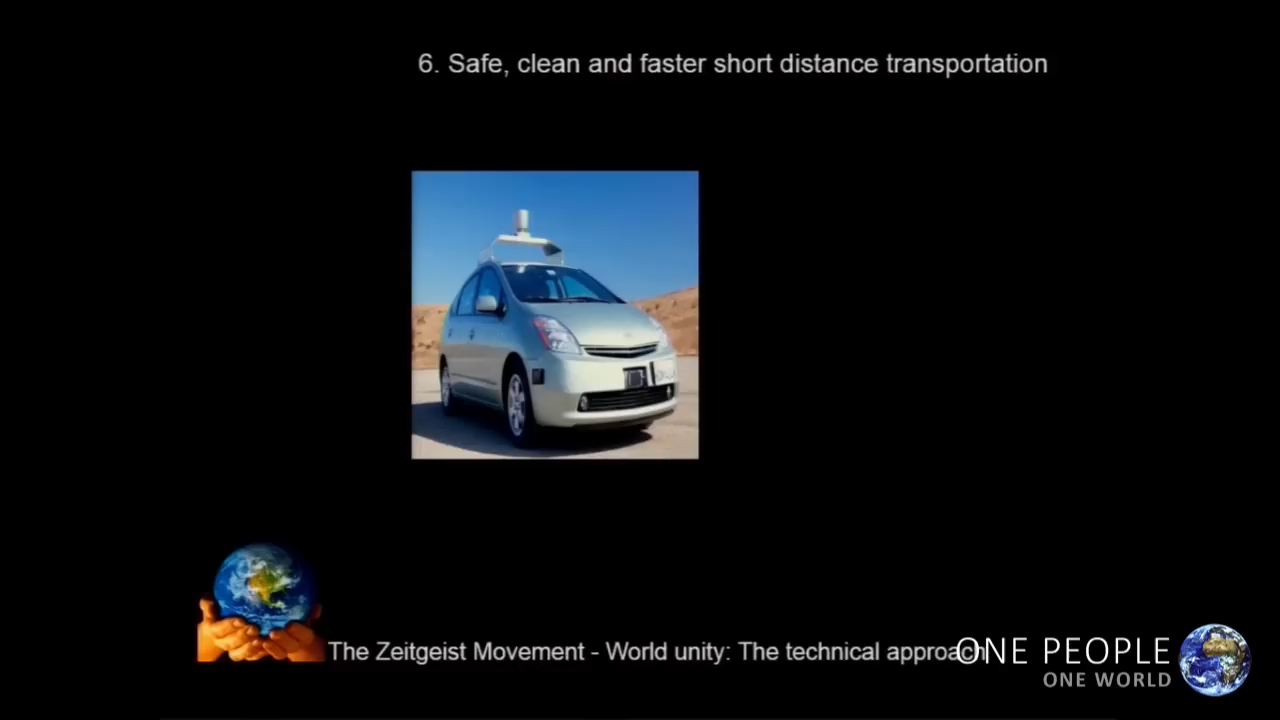 6. Safe, clean and faster short distance transportation
The Zeitgeist Movement - World unity: The technical approach
ONE PEOPLE
ONE WORLD